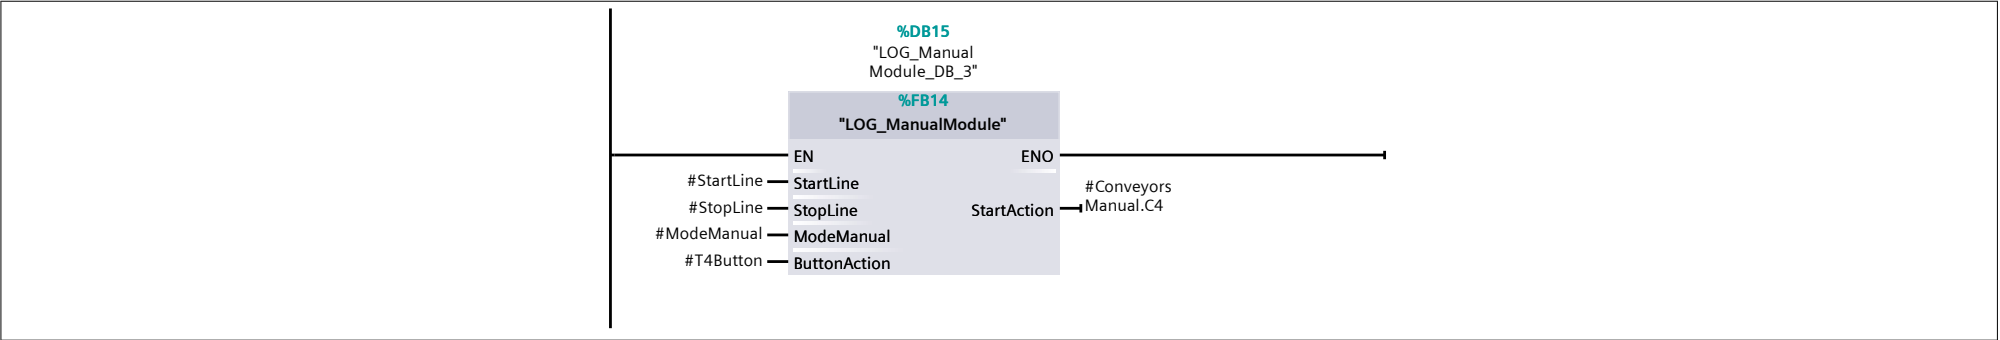 %DB15
"LOG_Manual
Module_DB_3"
%FB14
"LOG_ManualModule"
EN
ENO
#StartLine
StartLine
#StopLine
StopLine
StartAction
#Conveyors
Manual.C4
#ModeManual
ModeManual
#T4Button
ButtonAction